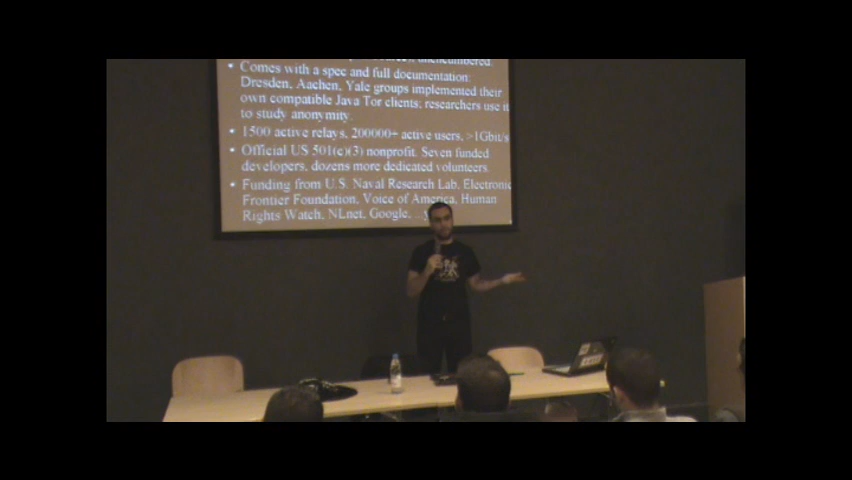 unencumbered.
• Comes with a spec and full documentation:
Dresden, Aachen, Yale groups implemented their
own compatible Java Tor clients; researchers use it
to study anonymity.
• 1500 active relays, 200000+ active users, >1Gbit/s
• Official US 501(c)(3) nonprofit. Seven funded
developers, dozens more dedicated volunteers.
• Funding from U.S. Naval Research Lab, Electronic
Frontier Foundation, Voice of America, Human
Rights Watch, NLnet, Google, ...